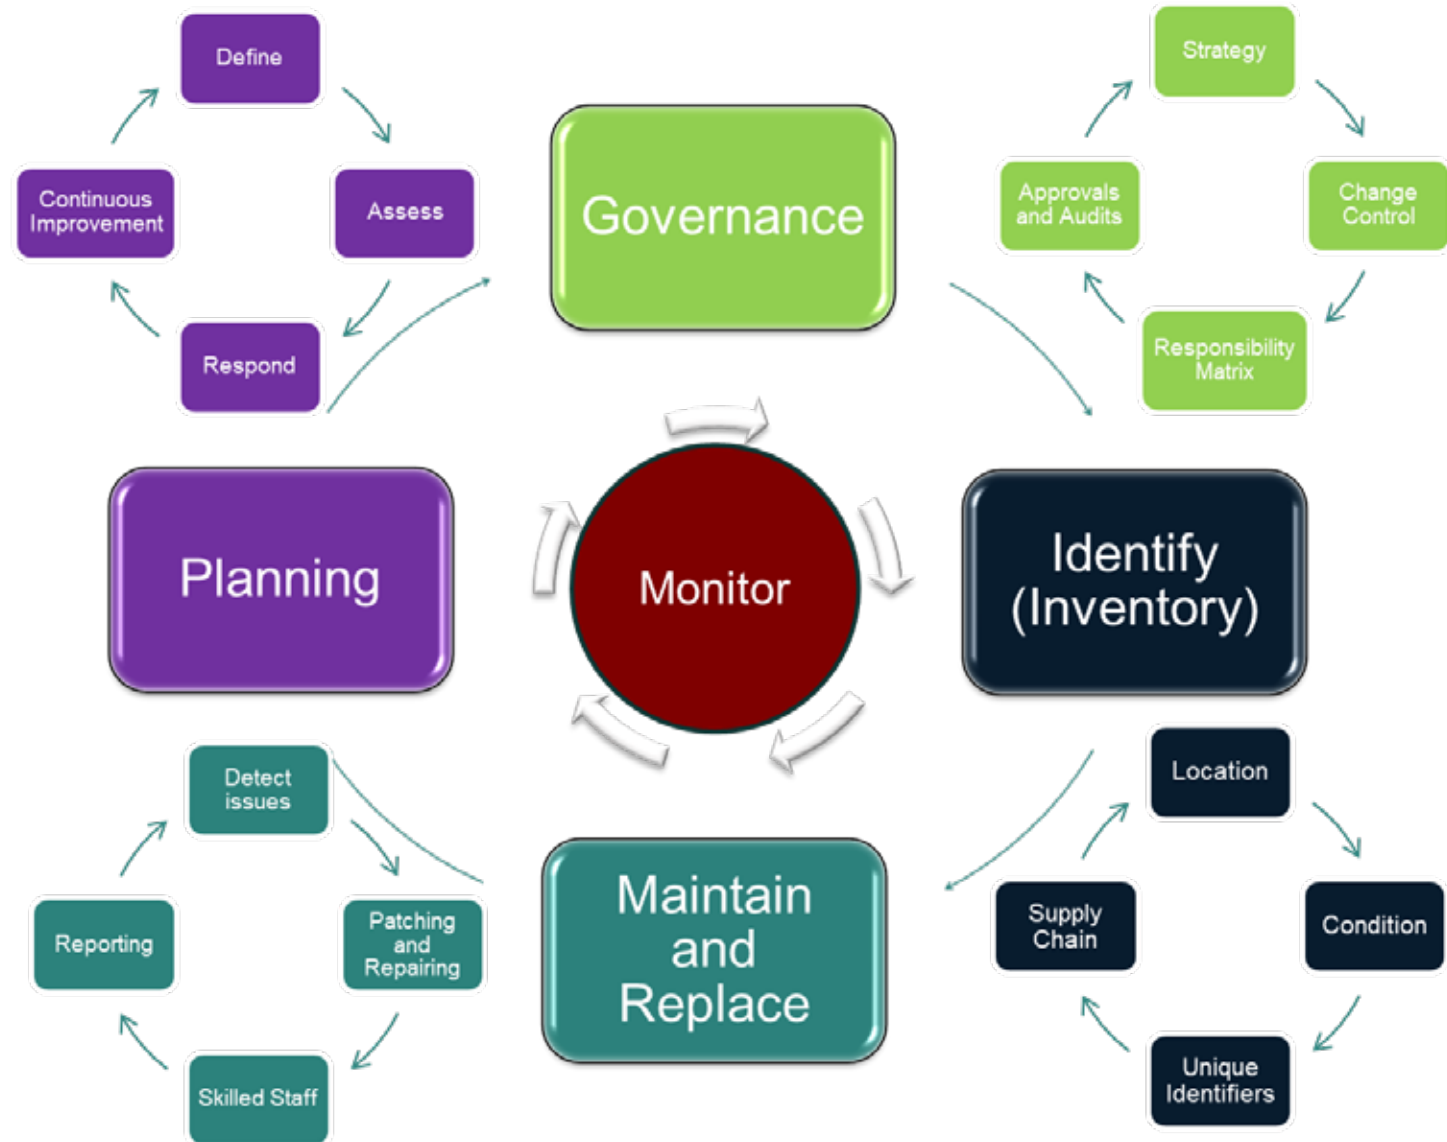 Define
Continuous
Improvement
Assess
Respond
Governance
Strategy
Approvals
and Audits
Change
Control
Responsibility
Matrix
Planning
Monitor
Identify
(Inventory)
Detect
issues
Reporting
Patching
and
Repairing
Skilled Staff
Maintain
and
Replace
Location
Supply
Chain
Condition
Unique
Identifiers